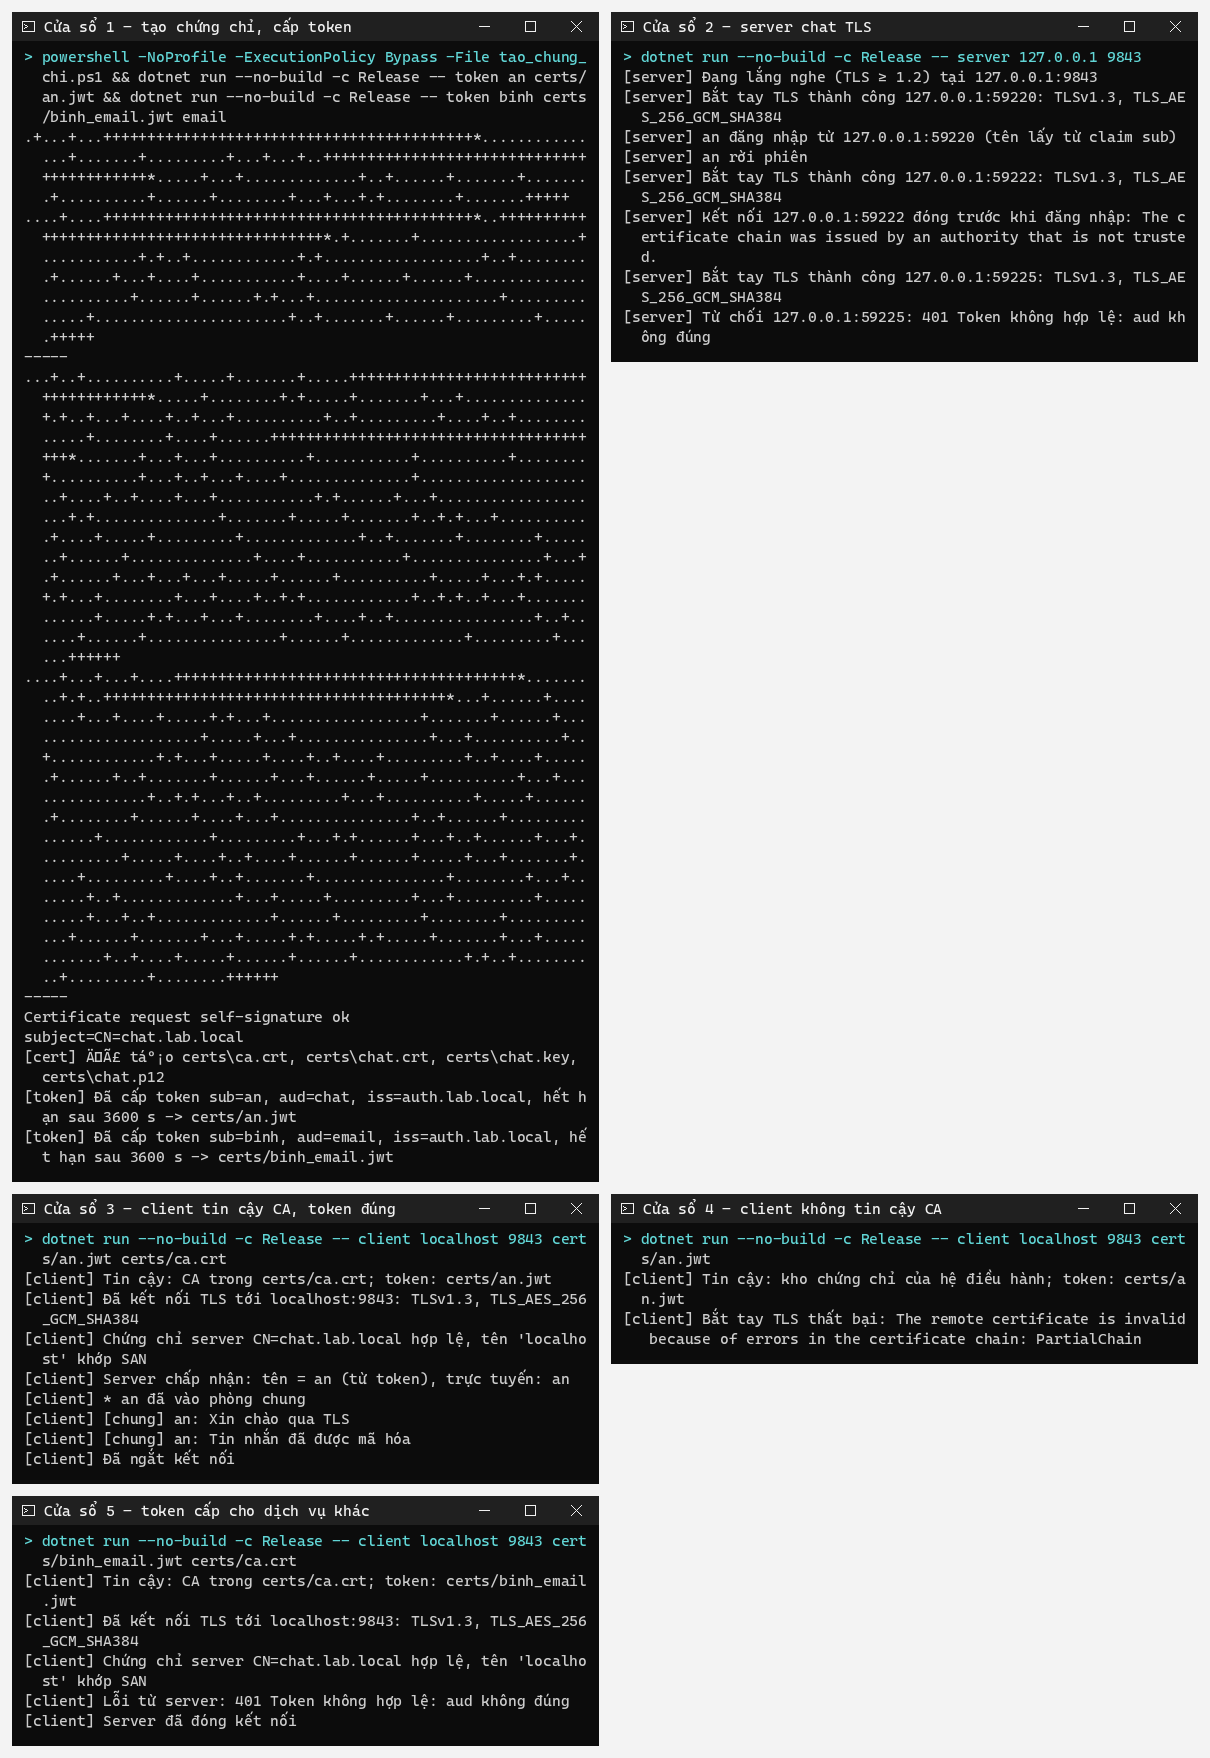 Cửa sổ 1 – tạo chứng chỉ, cấp token
> powershell -NoProfile -ExecutionPolicy Bypass -File tao_chung_
chi.ps1 && dotnet run --no-build -c Release -- token an certs/
an.jwt && dotnet run --no-build -c Release -- token binh certs
/binh_email.jwt email
-----
-----
Certificate request self-signature ok
subject=CN=chat.lab.local
[cert] Ä□Ã£ táº¡o certs\ca.crt, certs\chat.crt, certs\chat.key,
certs\chat.p12
[token] Đã cấp token sub=an, aud=chat, iss=auth.lab.local, hết h
ạn sau 3600 s -> certs/an.jwt
[token] Đã cấp token sub=binh, aud=email, iss=auth.lab.local, hế
t hạn sau 3600 s -> certs/binh_email.jwt
Cửa sổ 2 – server chat TLS
> dotnet run --no-build -c Release -- server 127.0.0.1 9843
[server] Đang lắng nghe (TLS ≥ 1.2) tại 127.0.0.1:9843
[server] Bắt tay TLS thành công 127.0.0.1:59220: TLSv1.3, TLS_AE
S_256_GCM_SHA384
[server] an đăng nhập từ 127.0.0.1:59220 (tên lấy từ claim sub)
[server] an rời phiên
[server] Bắt tay TLS thành công 127.0.0.1:59222: TLSv1.3, TLS_AE
S_256_GCM_SHA384
[server] Kết nối 127.0.0.1:59222 đóng trước khi đăng nhập: The c
ertificate chain was issued by an authority that is not truste
d.
[server] Bắt tay TLS thành công 127.0.0.1:59225: TLSv1.3, TLS_AE
S_256_GCM_SHA384
[server] Từ chối 127.0.0.1:59225: 401 Token không hợp lệ: aud kh
ông đúng
Cửa sổ 3 – client tin cậy CA, token đúng
> dotnet run --no-build -c Release -- client localhost 9843 cert
s/an.jwt certs/ca.crt
[client] Tin cậy: CA trong certs/ca.crt; token: certs/an.jwt
[client] Đã kết nối TLS tới localhost:9843: TLSv1.3, TLS_AES_256
_GCM_SHA384
[client] Chứng chỉ server CN=chat.lab.local hợp lệ, tên 'localho
st' khớp SAN
[client] Server chấp nhận: tên = an (từ token), trực tuyến: an
[client] * an đã vào phòng chung
[client] [chung] an: Xin chào qua TLS
[client] [chung] an: Tin nhắn đã được mã hóa
[client] Đã ngắt kết nối
Cửa sổ 4 – client không tin cậy CA
> dotnet run --no-build -c Release -- client localhost 9843 cert
s/an.jwt
[client] Tin cậy: kho chứng chỉ của hệ điều hành; token: certs/a
n.jwt
[client] Bắt tay TLS thất bại: The remote certificate is invalid
because of errors in the certificate chain: PartialChain
Cửa sổ 5 – token cấp cho dịch vụ khác
> dotnet run --no-build -c Release -- client localhost 9843 cert
s/binh_email.jwt certs/ca.crt
[client] Tin cậy: CA trong certs/ca.crt; token: certs/binh_email
.jwt
[client] Đã kết nối TLS tới localhost:9843: TLSv1.3, TLS_AES_256
_GCM_SHA384
[client] Chứng chỉ server CN=chat.lab.local hợp lệ, tên 'localho
st' khớp SAN
[client] Lỗi từ server: 401 Token không hợp lệ: aud không đúng
[client] Server đã đóng kết nối